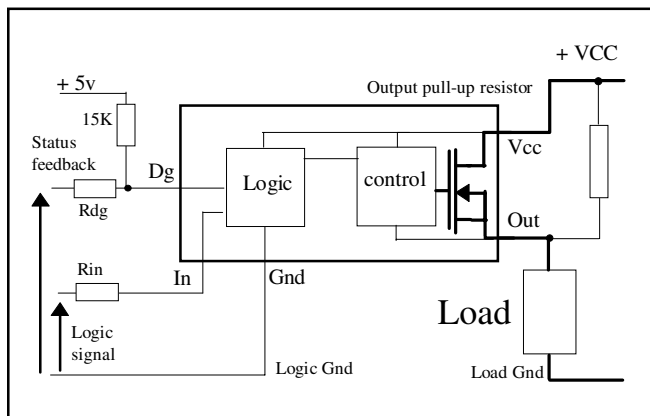 + VCC
+ 5v
Output pull-up resistor
15K
Status
feedback
Vcc
Dg
Logic
control
Rdg
Out
Rin
In
Gnd
Load
Logic
signal
Logic Gnd
Load Gnd